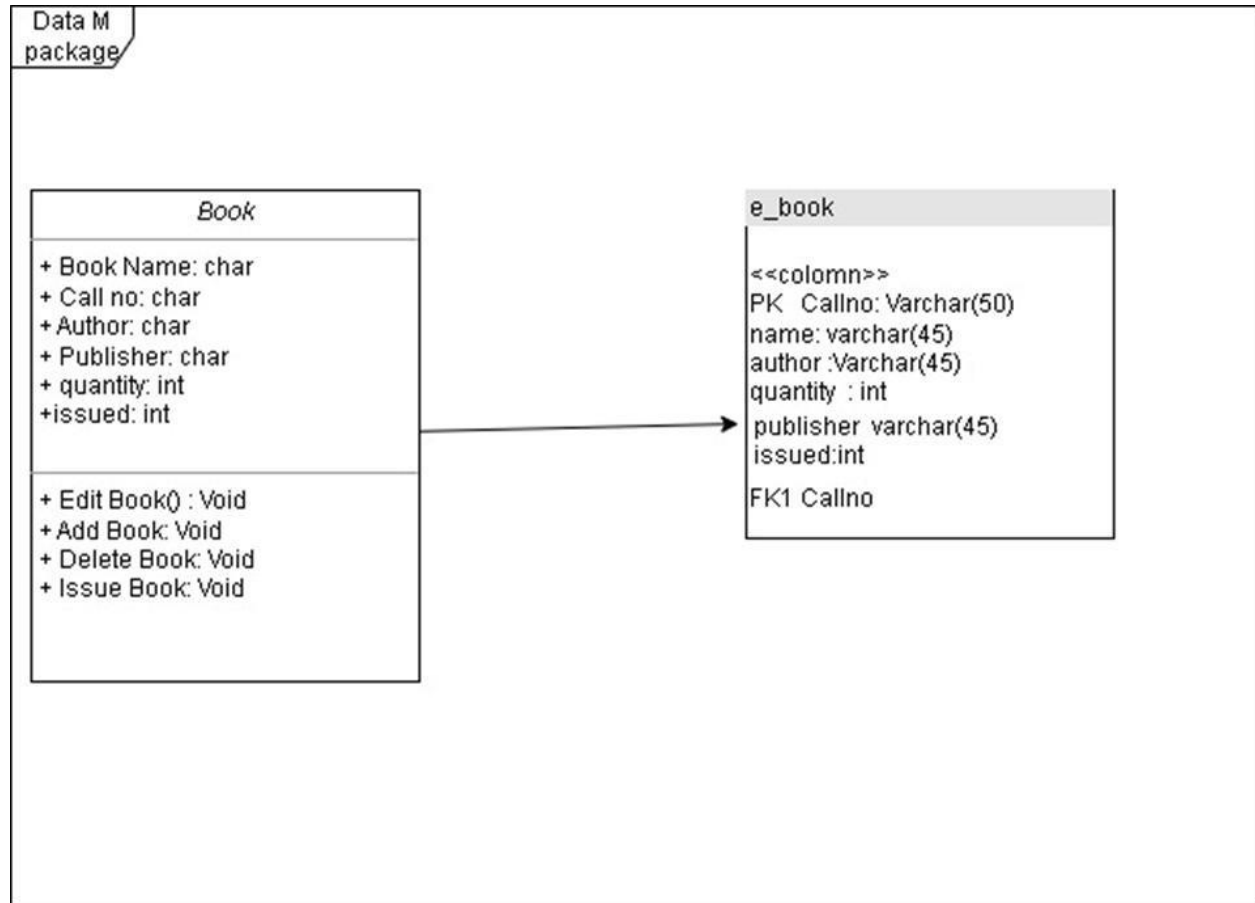 Data M
package
Book
+ Book Name: char
+ Call no: char
+ Author: char
+ Publisher: char
+ quantity: int
+issued: int
+ Edit Book() : Void
+ Add Book: Void
+ Delete Book: Void
+ Issue Book: Void
e_book
<<colomn>>
PK Callno: Varchar(50)
name: varchar(45)
author :Varchar(45)
quantity : int
publisher varchar(45)
issued:int
FK1 Callno